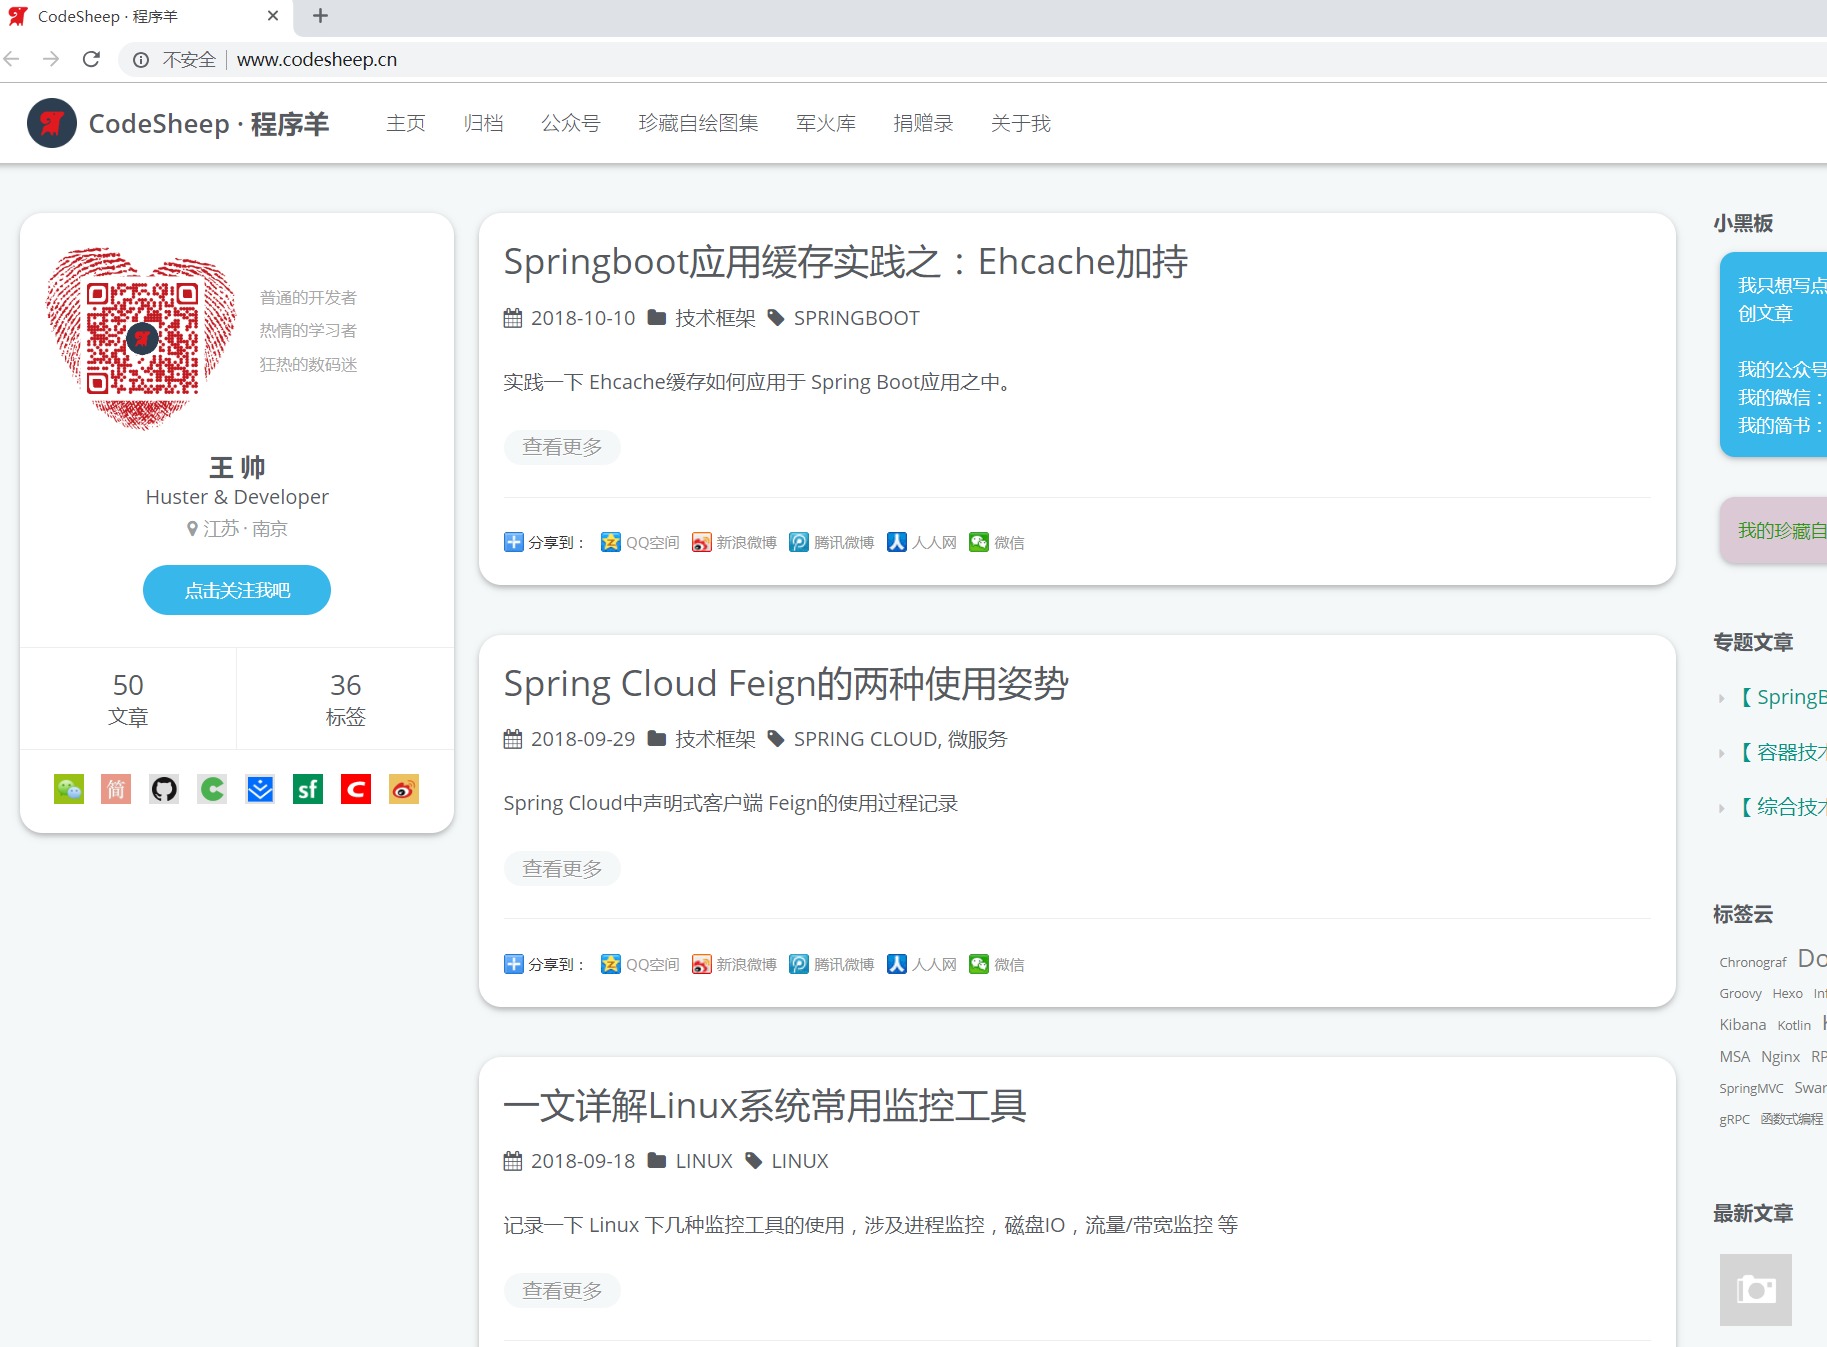 CodeSheep · 程序羊
不安全 www.codesheep.cn
CodeSheep · 程序羊 主页 归档 公众号 珍藏自绘图集 军火库 捐赠录 关于我
普通的开发者
热情的学习者
狂热的数码迷
王 帅
Huster & Developer
江苏 · 南京
点击关注我吧
50 36
文章 标签
简 sf
Springboot应用缓存实践之：Ehcache加持
2018-10-10 技术框架 SPRINGBOOT
实践一下 Ehcache缓存如何应用于 Spring Boot应用之中。
查看更多
分享到： QQ空间 新浪微博 腾讯微博 人人网 微信
Spring Cloud Feign的两种使用姿势
2018-09-29 技术框架 SPRING CLOUD, 微服务
Spring Cloud中声明式客户端 Feign的使用过程记录
查看更多
分享到： QQ空间 新浪微博 腾讯微博 人人网 微信
一文详解Linux系统常用监控工具
2018-09-18 LINUX LINUX
记录一下 Linux 下几种监控工具的使用，涉及进程监控，磁盘IO，流量/带宽监控 等
查看更多
小黑板
我只想写点
创文章
我的公众号
我的微信：
我的简书：
我的珍藏自
专题文章
【 SpringB
【 容器技术
【 综合技术
标签云
Chronograf Do
Groovy Hexo Inf
Kibana Kotlin
MSA Nginx RP
SpringMVC Swar
gRPC 函数式编程
最新文章